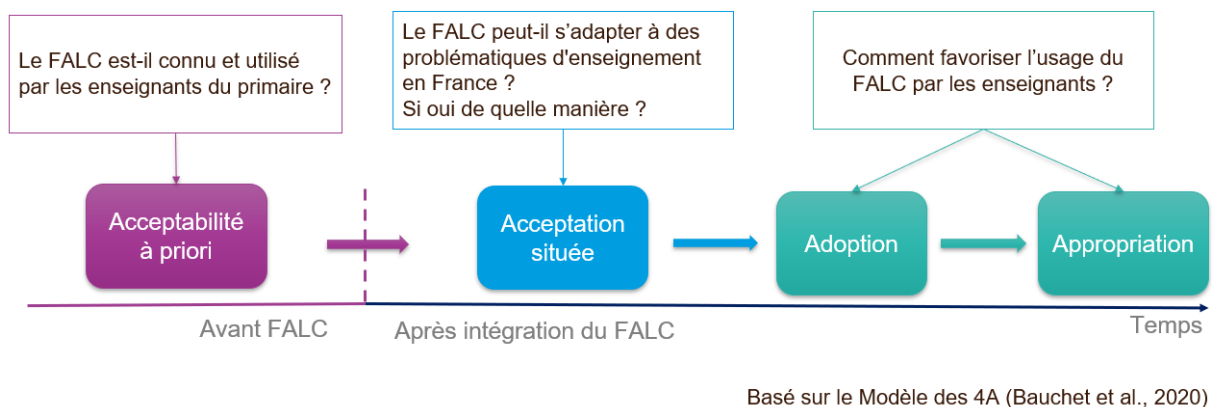 Le FALC est-il connu et utilisé
par les enseignants du primaire ?
Le FALC peut-il s’adapter à des
problématiques d'enseignement
en France ?
Si oui de quelle manière ?
Comment favoriser l’usage du
FALC par les enseignants ?
Acceptabilité
à priori
Acceptation
située
Adoption
Appropriation
Avant FALC
Après intégration du FALC
Temps
Basé sur le Modèle des 4A (Bauchet et al., 2020)